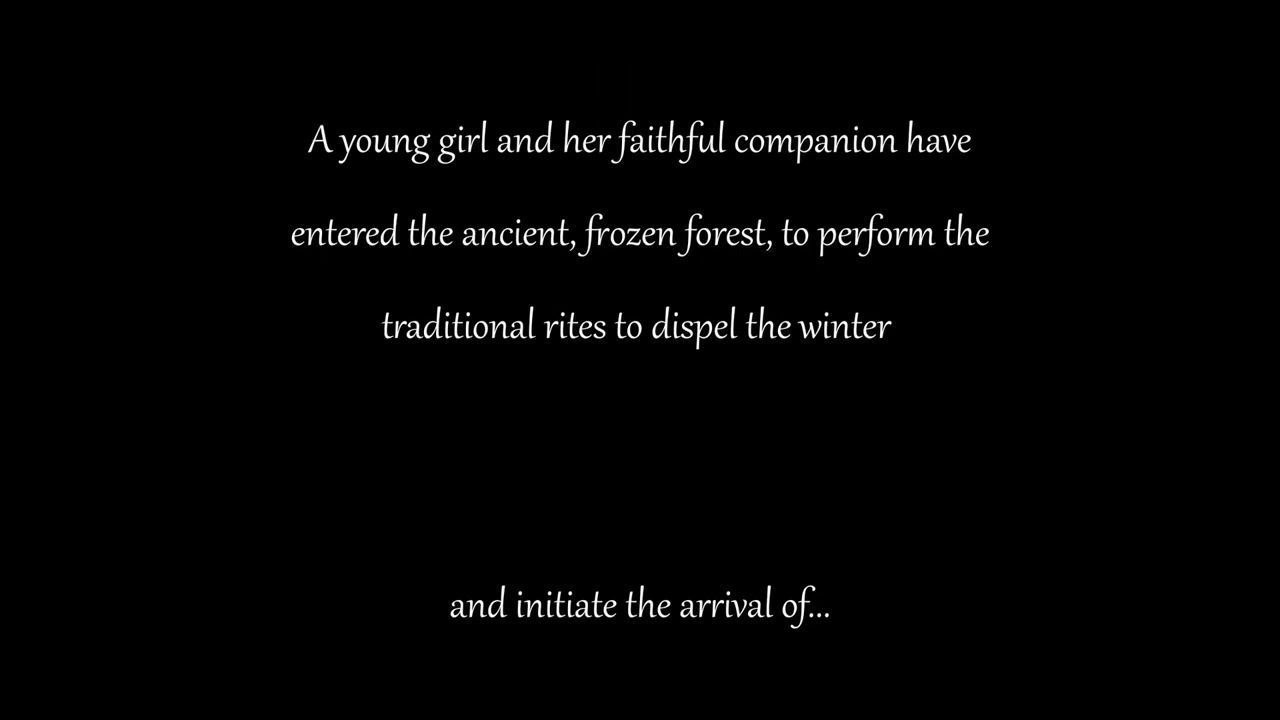 A young girl and her faithful companion have
entered the ancient, frozen forest, to perform the
traditional rites to dispel the winter
and initiate the arrival of...